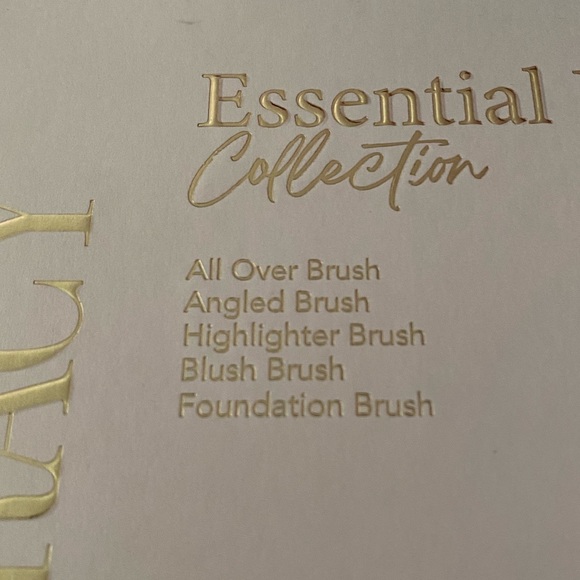 Essential
Collection
All Over Brush
Angled Brush
Highlighter Brush
Blush Brush
Foundation Brush